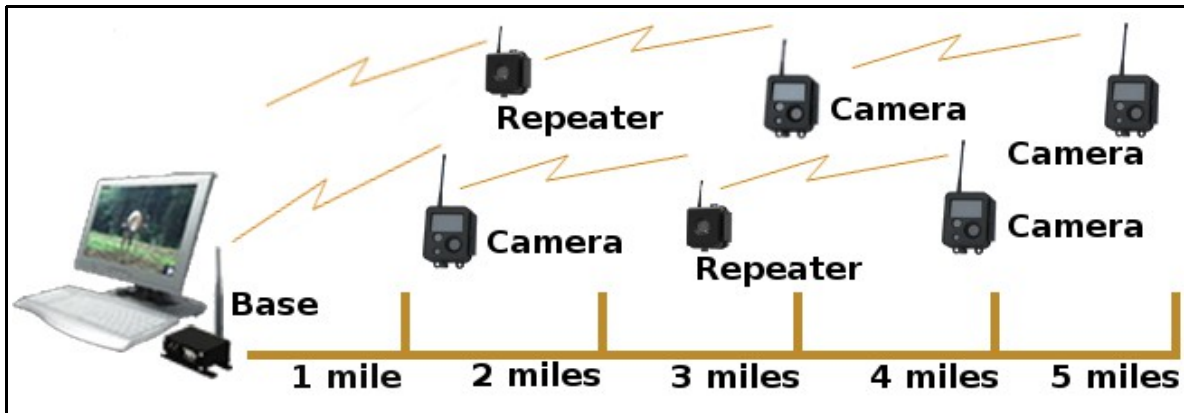 Repeater
Camera
Camera
Camera
Camera
Repeater
Base
1 mile
2 miles
3 miles
4 miles
5 miles